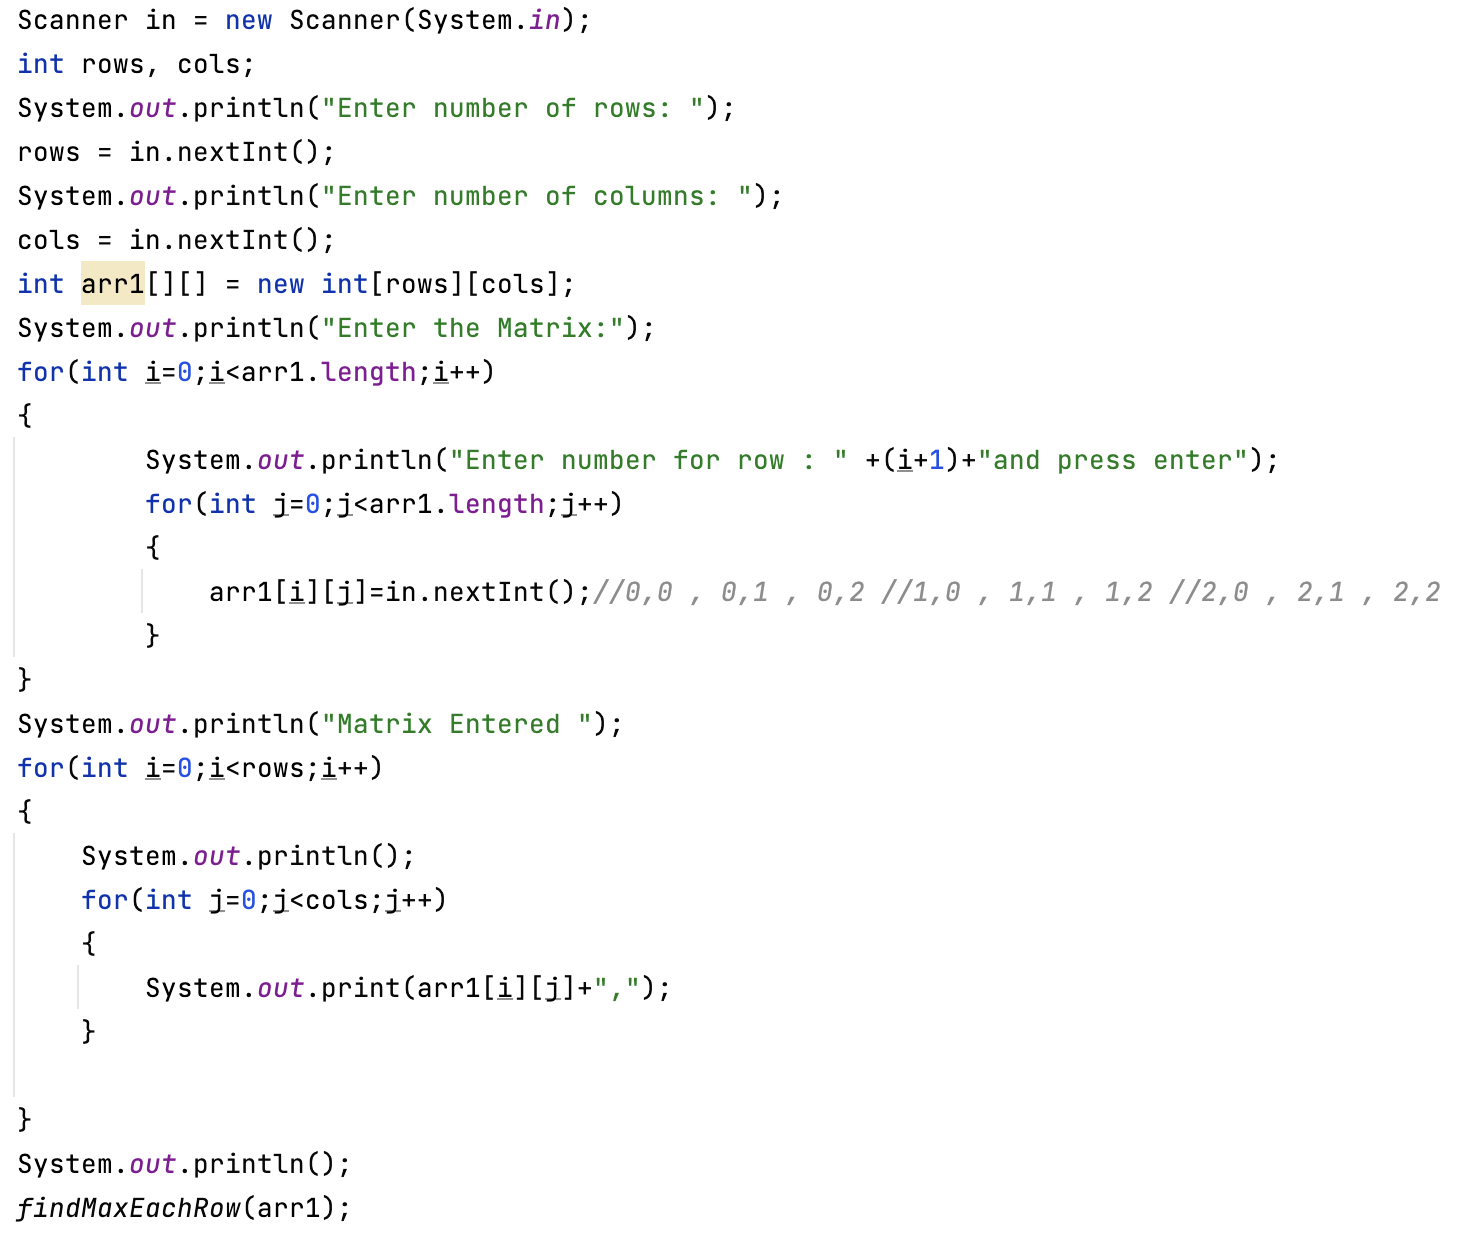 Scanner in = new Scanner(System.in);
int rows, cols;
System.out.println("Enter number of rows: ");
rows = in.nextInt();
System.out.println("Enter number of columns: ");
cols = in.nextInt();
int arr1[][] = new int[rows][cols];
System.out.println("Enter the Matrix:");
for(int i=0;i<arr1.length;i++)
{
System.out.println("Enter number for row : " +(i+1)+"and press enter");
for(int j=0;j<arr1.length;j++)
{
arr1[i][j]=in.nextInt();//0,0 , 0,1 , 0,2 //1,0 , 1,1 , 1,2 //2,0 , 2,1 , 2,2
}
}
System.out.println("Matrix Entered ");
for(int i=0;i<rows;i++)
{
System.out.println();
for(int j=0;j<cols;j++)
{
System.out.print(arr1[i][j]+",");
}
}
System.out.println();
findMaxEachRow(arr1);